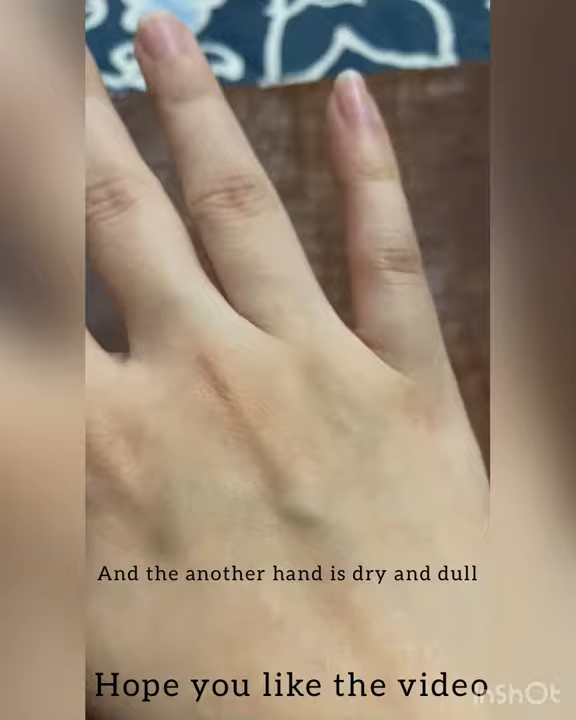 And the another hand is dry and dull
Hope you like the video
InShOt